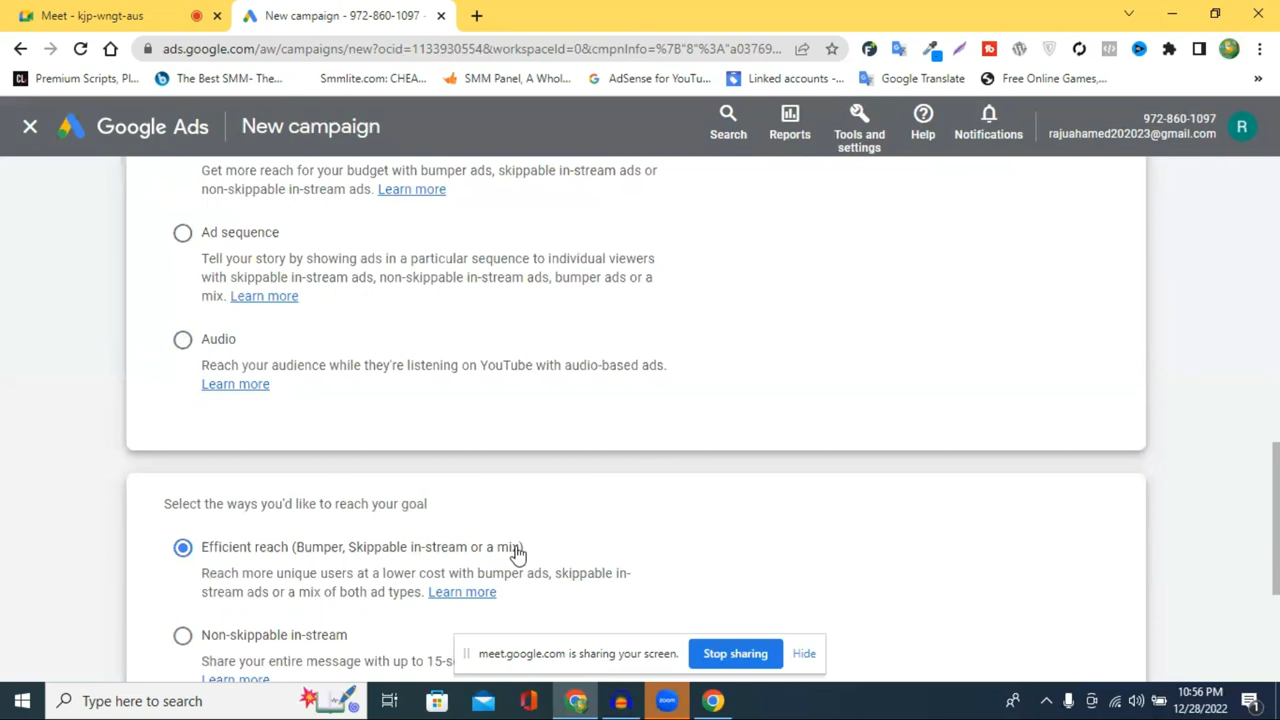 Meet - kjp-wngt-aus
New campaign - 972-860-1097 -
ads.google.com/aw/campaigns/new?ocid=11339305548&workspaceId=0&cmpnInfo=%7B"8"%3A"a03769...
CL Premium Scripts, Pl...
The Best SMM- The...
Smmlite.com: CHEA...
SMM Panel, A Whol...
AdSense for YouTu...
Linked accounts -...
Google Translate
Free Online Games,...
Google Ads
New campaign
Search
Reports
Tools and settings
Help
Notifications
972-860-1097
rajuahamed202023@gmail.com
R
Get more reach for your budget with bumper ads, skippable in-stream ads or
non-skippable in-stream ads. Learn more
Ad sequence
Tell your story by showing ads in a particular sequence to individual viewers
with skippable in-stream ads, non-skippable in-stream ads, bumper ads or a
mix. Learn more
Audio
Reach your audience while they're listening on YouTube with audio-based ads.
Learn more
Select the ways you'd like to reach your goal
Efficient reach (Bumper, Skippable in-stream or a mix)
Reach more unique users at a lower cost with bumper ads, skippable in-
stream ads or a mix of both ad types. Learn more
Non-skippable in-stream
Share your entire message with up to 15-s
Learn more
meet.google.com is sharing your screen.
Stop sharing
Hide
Type here to search
zoom
10:56 PM
12/28/2022
1